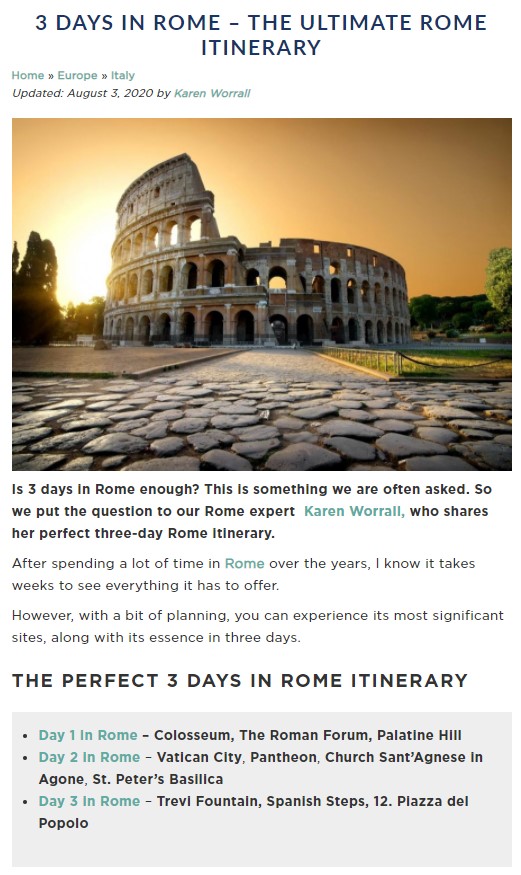 3 DAYS IN ROME – THE ULTIMATE ROME
ITINERARY
Home » Europe » Italy
Updated: August 3, 2020 by Karen Worrall
Is 3 days in Rome enough? This is something we are often asked. So
we put the question to our Rome expert Karen Worrall, who shares
her perfect three-day Rome itinerary.
After spending a lot of time in Rome over the years, I know it takes
weeks to see everything it has to offer.
However, with a bit of planning, you can experience its most significant
sites, along with its essence in three days.
THE PERFECT 3 DAYS IN ROME ITINERARY
• Day 1 in Rome – Colosseum, The Roman Forum, Palatine Hill
• Day 2 in Rome – Vatican City, Pantheon, Church Sant’Agnese in
Agone, St. Peter’s Basilica
• Day 3 in Rome – Trevi Fountain, Spanish Steps, 12. Piazza del
Popolo